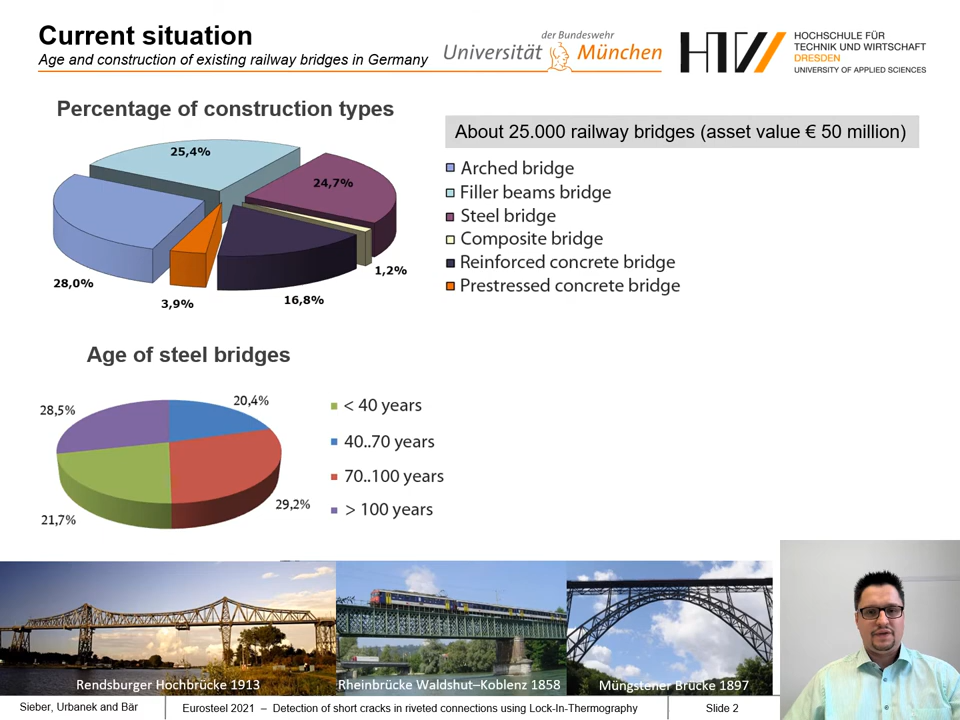 Current situation
Age and construction of existing railway bridges in Germany
der Bundeswehr
Universität München
HTW
HOCHSCHULE FÜR
TECHNIK UND WIRTSCHAFT
DRESDEN
UNIVERSITY OF APPLIED SCIENCES
Percentage of construction types
25,4%
24,7%
28,0%
3,9%
16,8%
1,2%
About 25.000 railway bridges (asset value € 50 million)
Arched bridge
Filler beams bridge
Steel bridge
Composite bridge
Reinforced concrete bridge
Prestressed concrete bridge
Age of steel bridges
28,5%
20,4%
21,7%
29,2%
< 40 years
40..70 years
70..100 years
> 100 years
Rendsburger Hochbrücke 1913
Rheinbrücke Waldshut–Koblenz 1858
Müngstener Brücke 1897
Sieber, Urbanek and Bär
Eurosteel 2021 – Detection of short cracks in riveted connections using Lock-In-Thermography
Slide 2